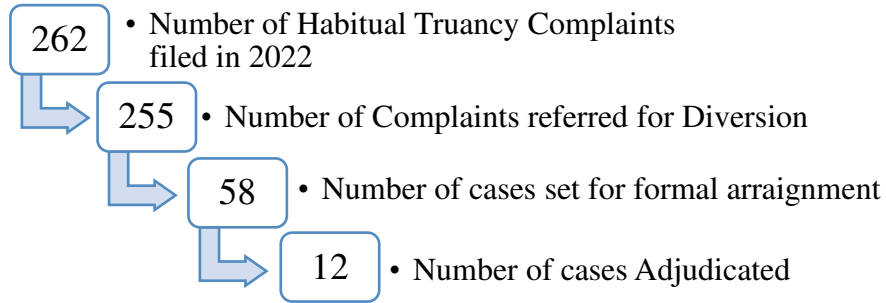 262
• Number of Habitual Truancy Complaints
filed in 2022
255
• Number of Complaints referred for Diversion
58
• Number of cases set for formal arraignment
12
• Number of cases Adjudicated